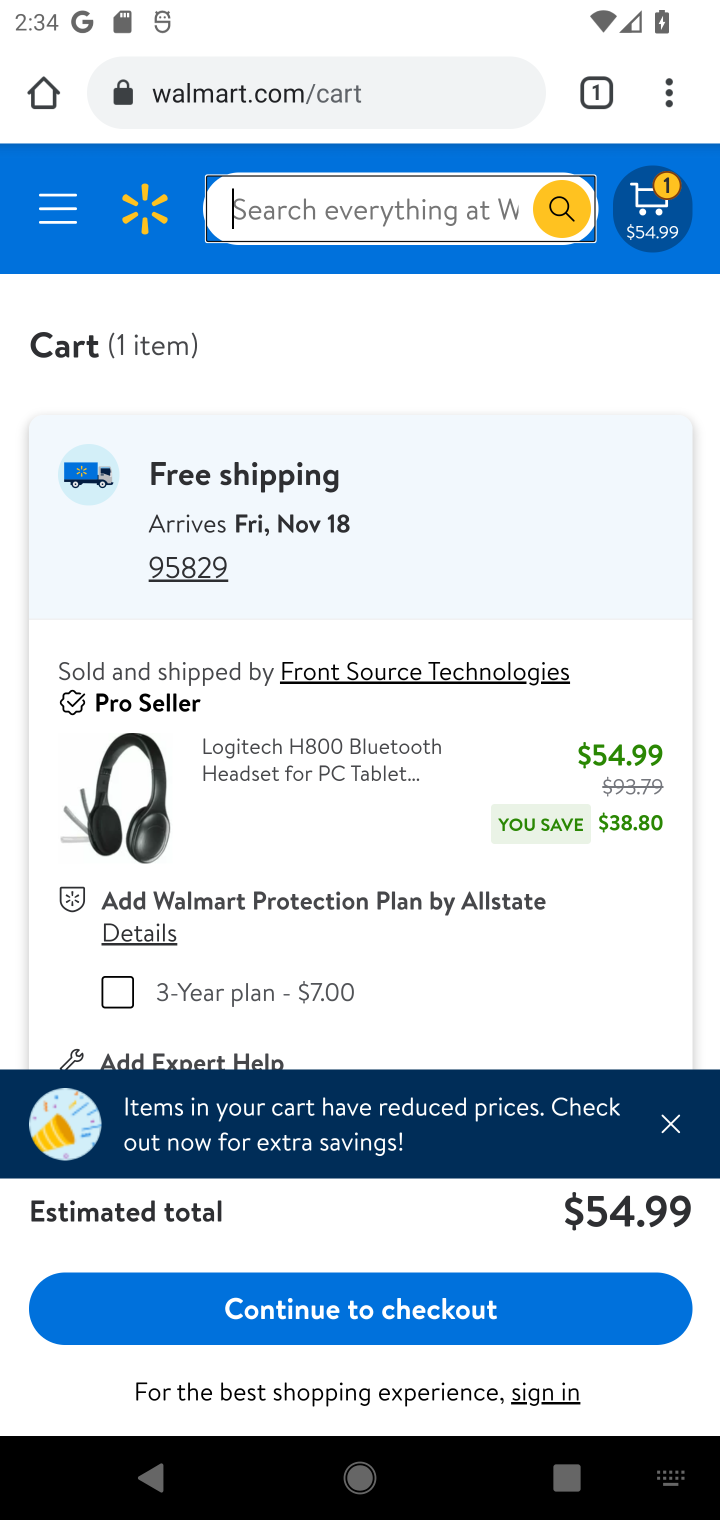 2:34
walmart.com/cart
1
Search everything at W
1
$54.99
Cart (1 item)
Free shipping
Arrives Fri, Nov 18
95829
Sold and shipped by Front Source Technologies
Pro Seller
Logitech H800 Bluetooth
Headset for PC Tablet...
$54.99
$93.79
YOU SAVE $38.80
Add Walmart Protection Plan by Allstate
Details
3-Year plan - $7.00
Add Expert Help
Items in your cart have reduced prices. Check
out now for extra savings!
Estimated total
$54.99
Continue to checkout
For the best shopping experience, sign in